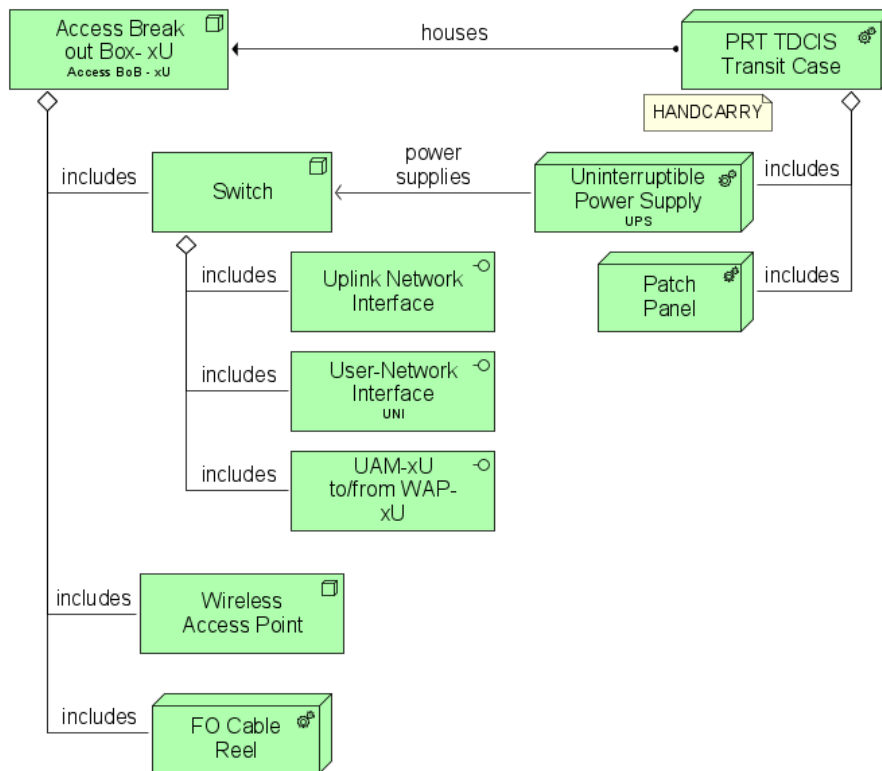 Access Break
out Box- xU
Access BoB - xU
houses
PRT TDCIS
Transit Case
HANDCARRY
includes
Switch
power
supplies
Uninterruptible
Power Supply
UPS
includes
includes
Uplink Network
Interface
Patch
Panel
includes
includes
User-Network
Interface
UNI
includes
UAM-xU
to/from WAP-
xU
includes
Wireless
Access Point
includes
FO Cable
Reel